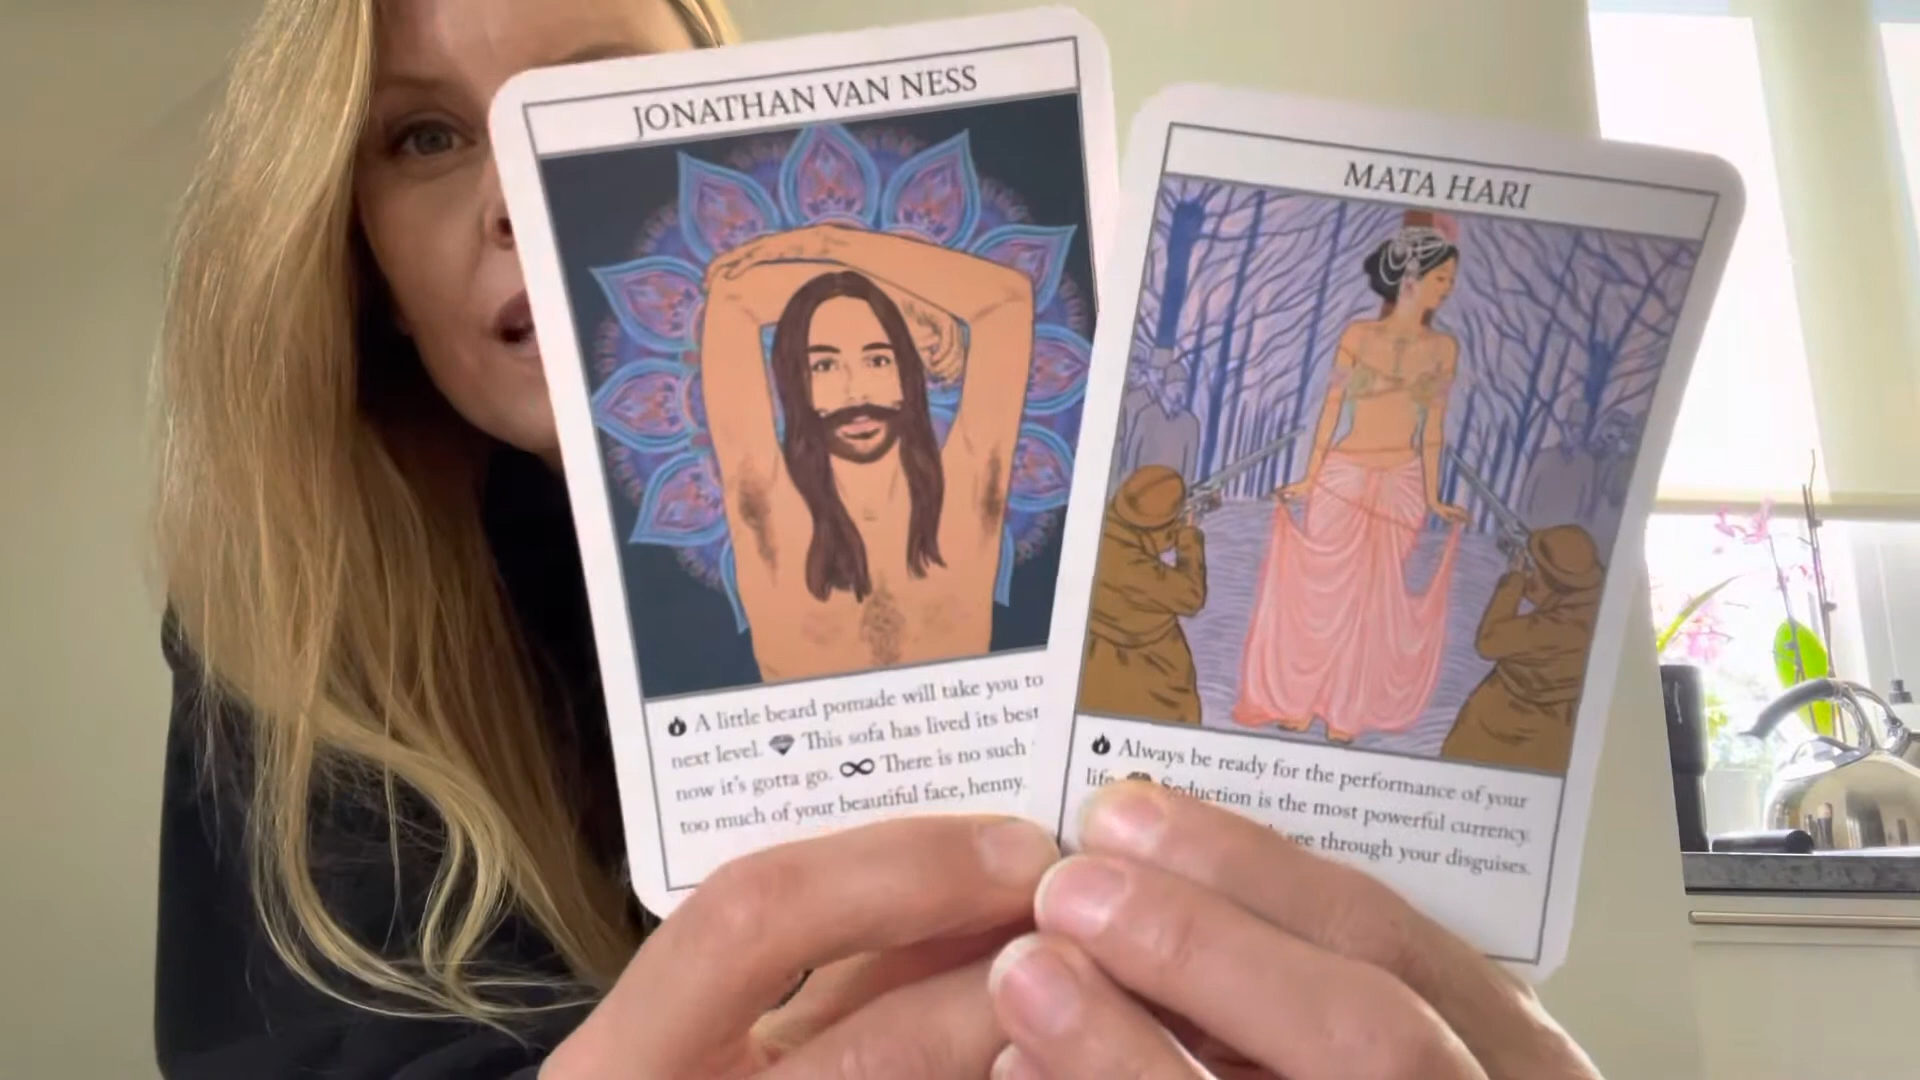 JONATHAN VAN NESS
A little beard pomade will take you to
next level. This sofa has lived its best
now it's gotta go. ∞ There is no such
too much of your beautiful face, henny.
MATA HARI
Always be ready for the performance of your
life. Seduction is the most powerful currency.
see through your disguises.